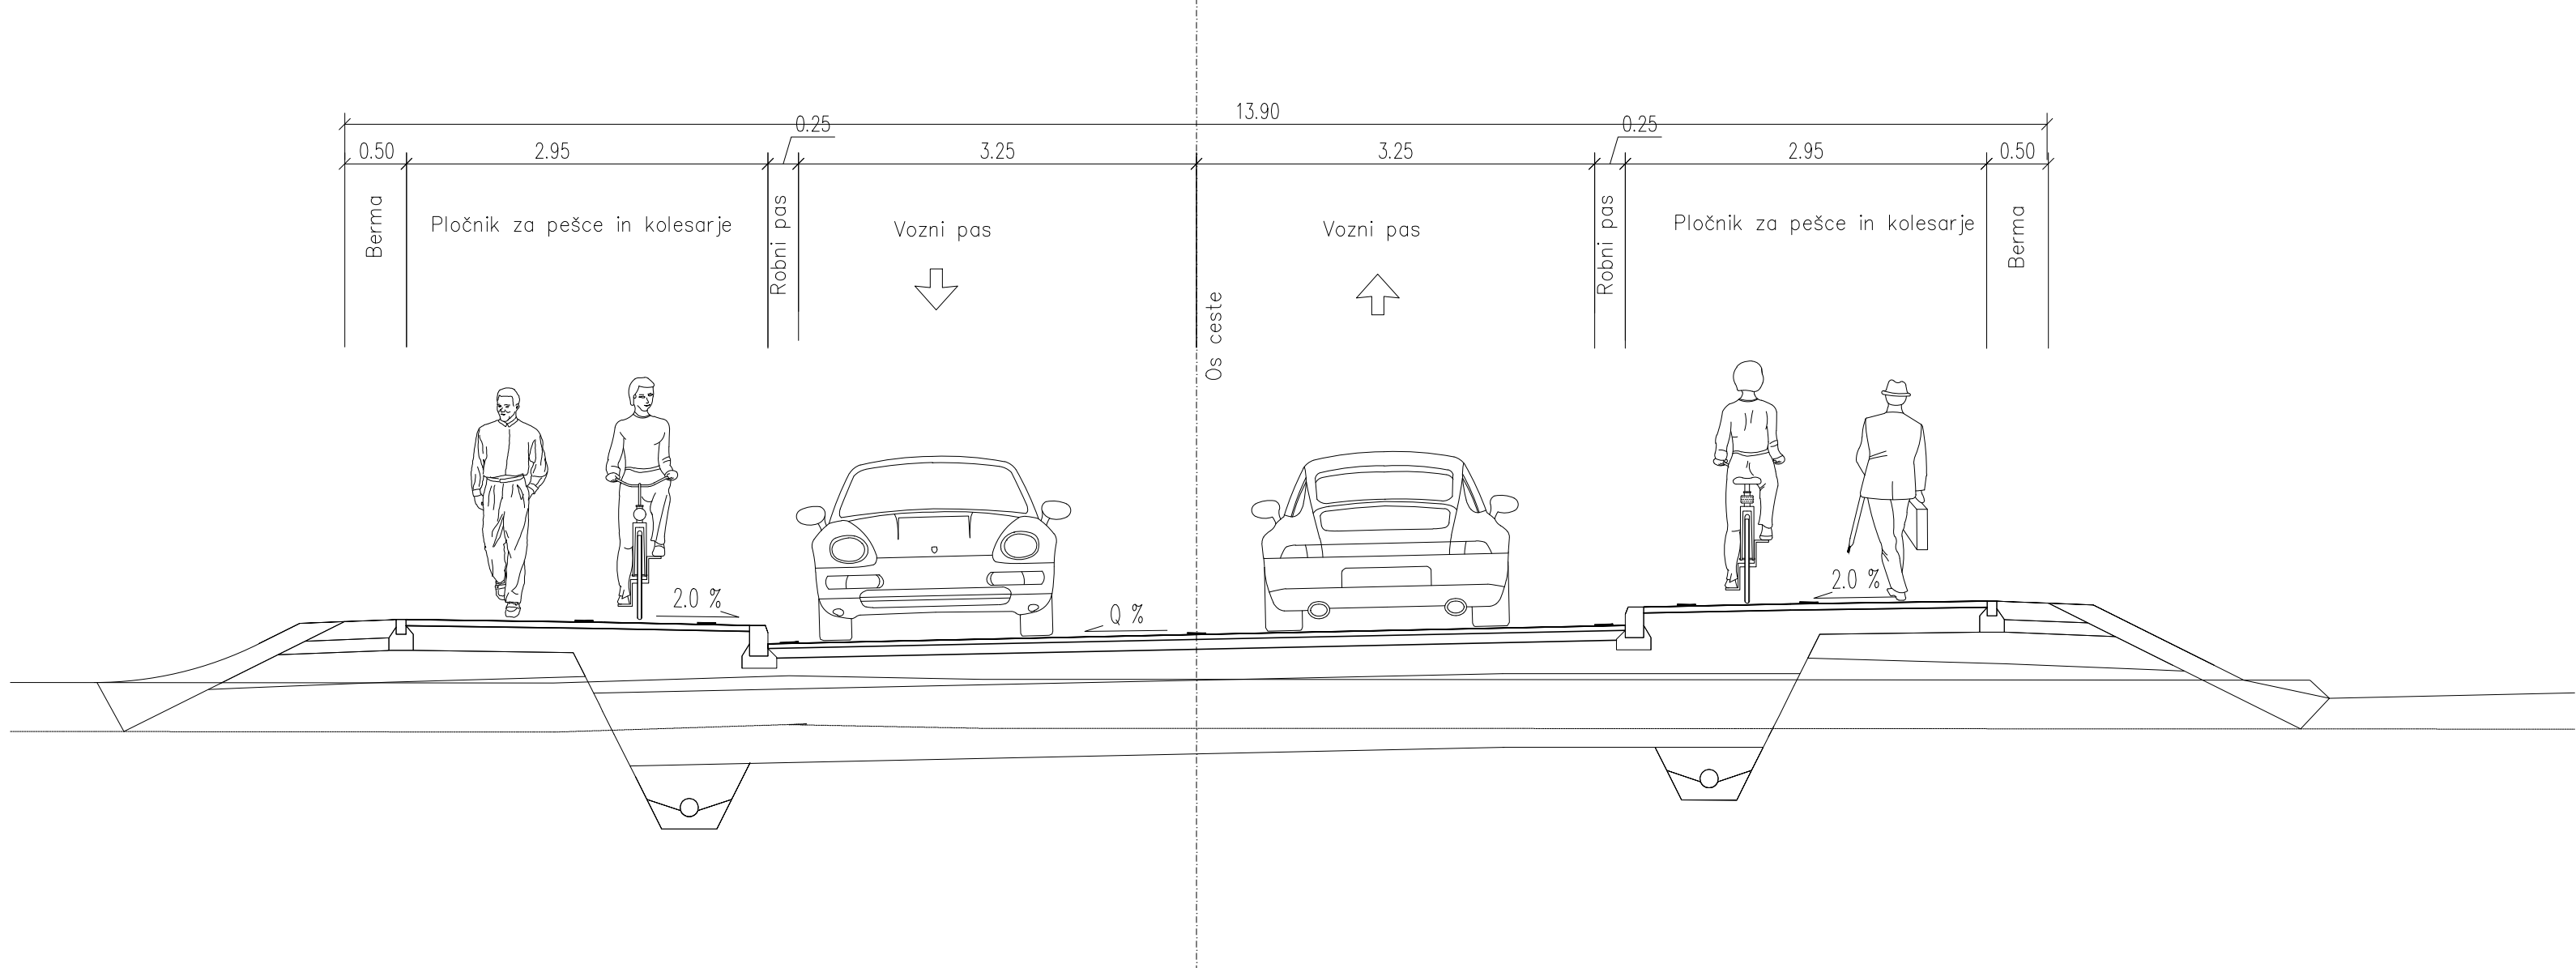 13.90
0.25
0.25
0.50
2.95
3.25
3.25
2.95
0.50
Berma
Pločnik za pešce in kolesarje
Robni pas
Vozni pas
Os ceste
Vozni pas
Robni pas
Pločnik za pešce in kolesarje
Berma
2.0 %
Q %
2.0 %